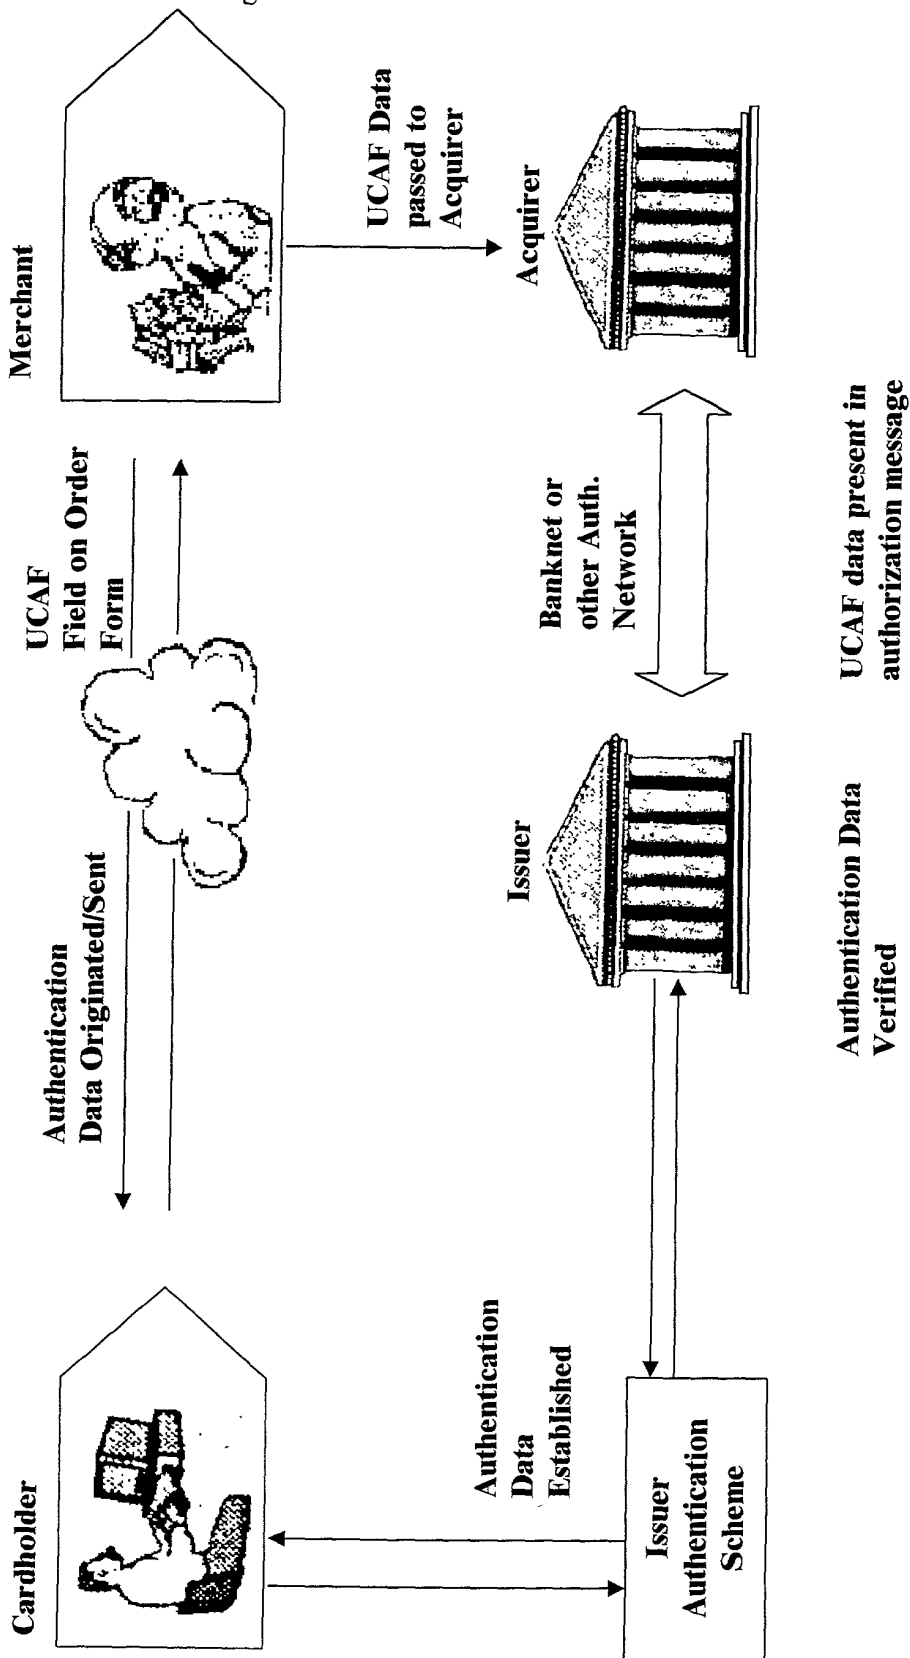 Cardholder
Authentication
Data Originated/Sent
UCAF
Field on Order
Form
Merchant
Authentication
Data
Established
UCAF Data
passed to
Acquirer
Issuer
Authentication
Scheme
Issuer
Banknet or
other Auth.
Network
Acquirer
Authentication Data
Verified
UCAF data present in
authorization message